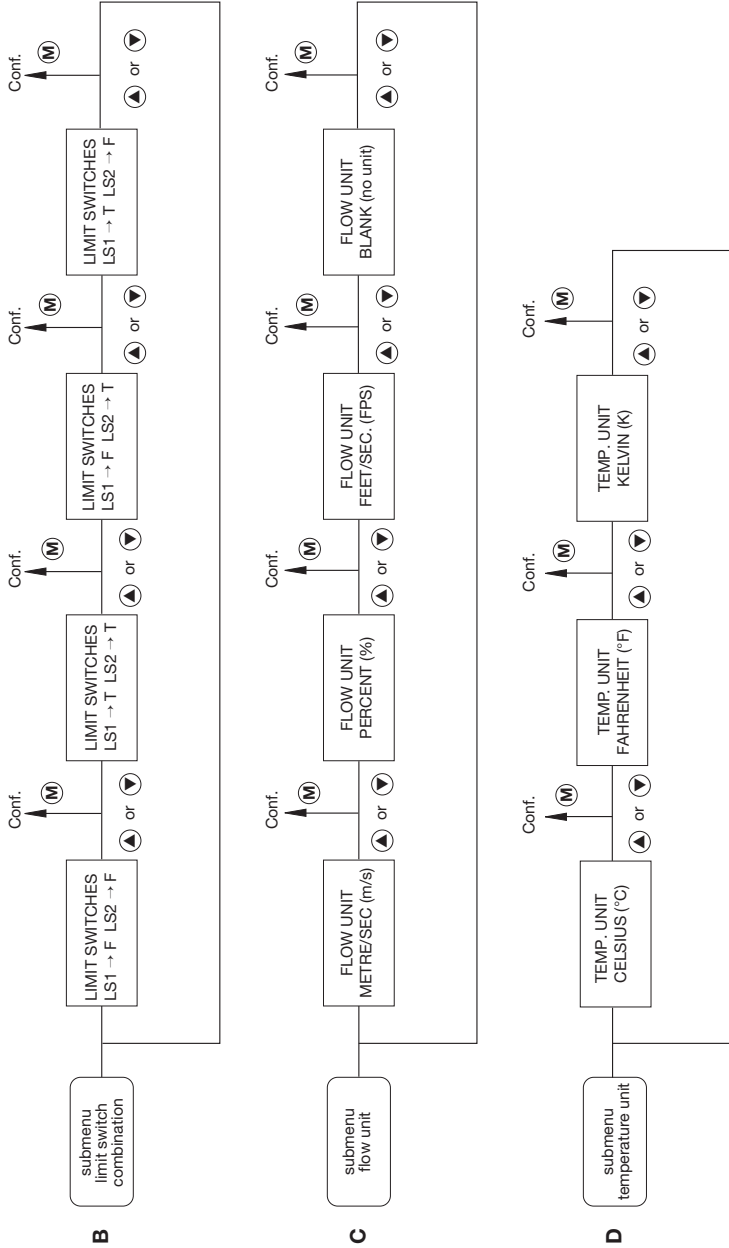 B
submenu
limit switch
combination
LIMIT SWITCHES
LS1 → F LS2 → F
Conf.
M
or
LIMIT SWITCHES
LS1 → T LS2 → T
Conf.
M
or
LIMIT SWITCHES
LS1 → F LS2 → T
Conf.
M
or
LIMIT SWITCHES
LS1 → T LS2 → F
Conf.
M
or
C
submenu
flow unit
FLOW UNIT
METRE/SEC (m/s)
Conf.
M
or
FLOW UNIT
PERCENT (%)
Conf.
M
or
FLOW UNIT
FEET/SEC. (FPS)
Conf.
M
or
FLOW UNIT
BLANK (no unit)
Conf.
M
or
D
submenu
temperature unit
TEMP. UNIT
CELSIUS (°C)
Conf.
M
or
TEMP. UNIT
FAHRENHEIT (°F)
Conf.
M
or
TEMP. UNIT
KELVIN (K)
Conf.
M
or